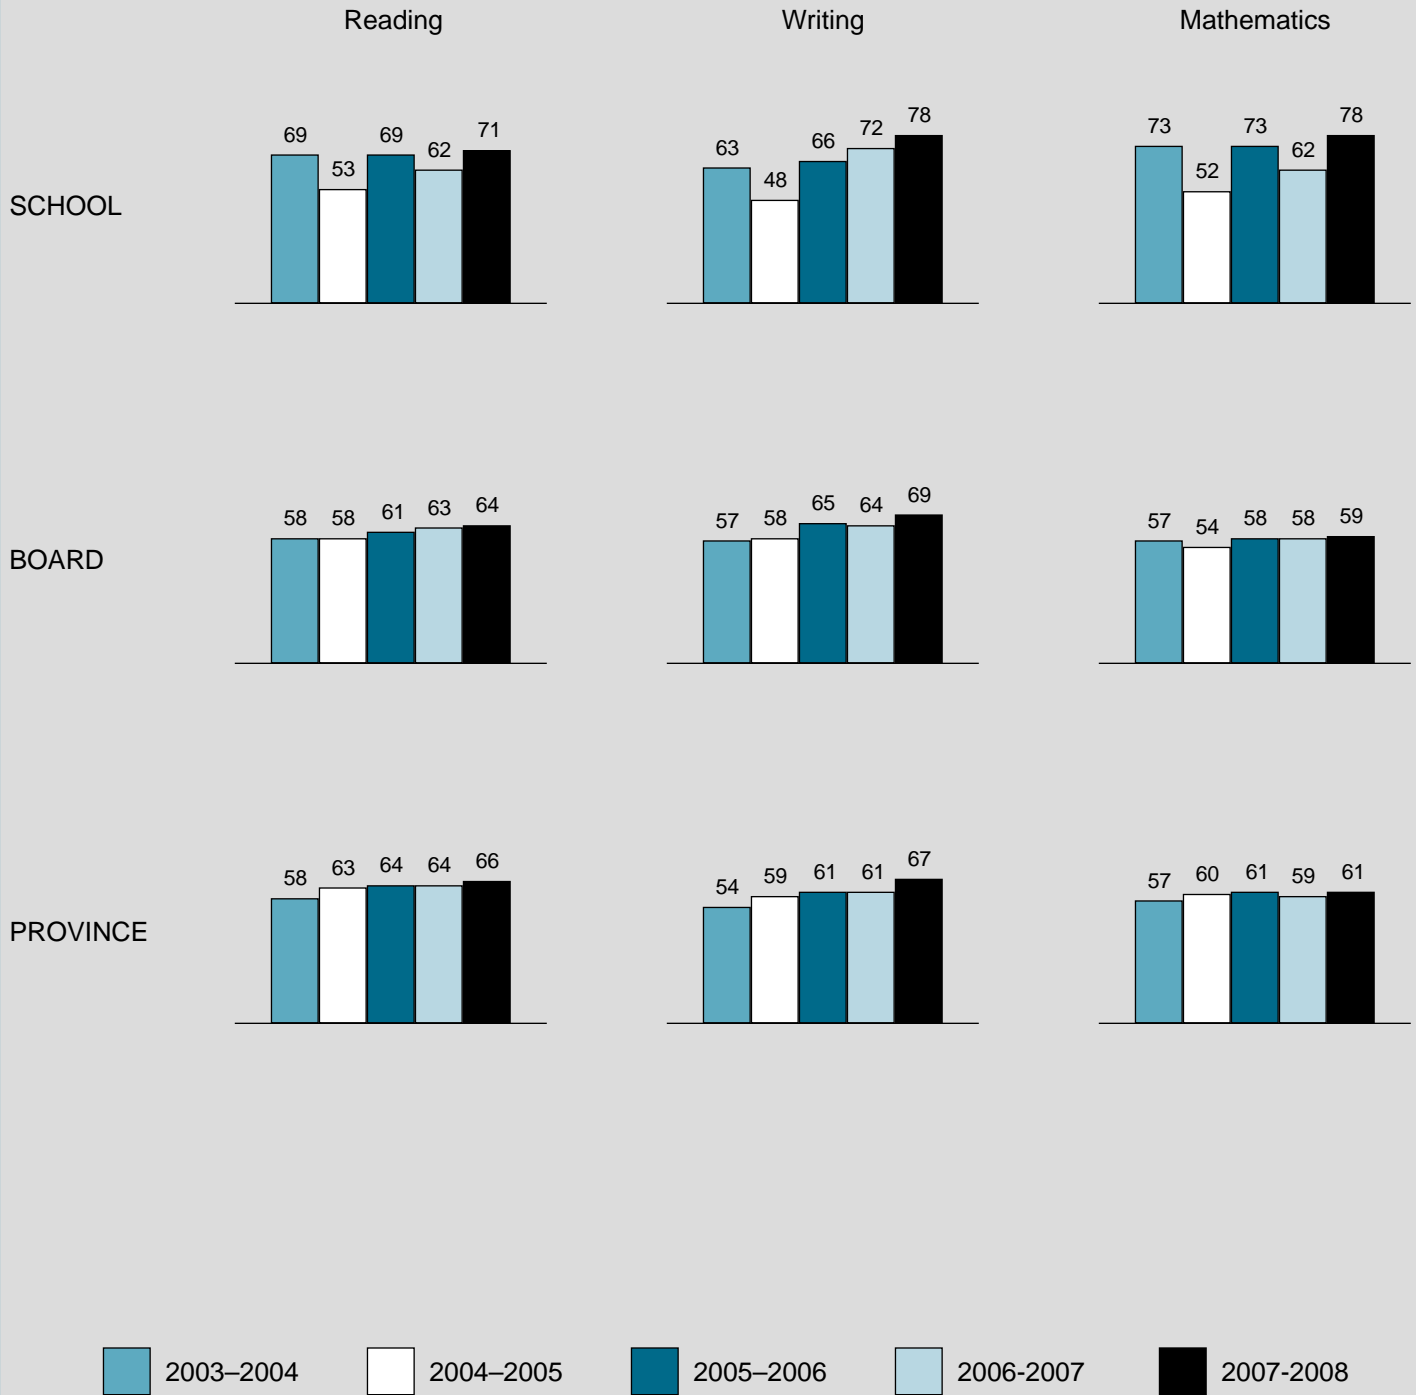 Reading Writing Mathematics
SCHOOL
69 53 69 62 71
63 48 66 72 78
73 52 73 62 78
BOARD
58 58 61 63 64
57 58 65 64 69
57 54 58 58 59
PROVINCE
58 63 64 64 66
54 59 61 61 67
57 60 61 59 61
2003–2004 2004–2005 2005–2006 2006-2007 2007-2008